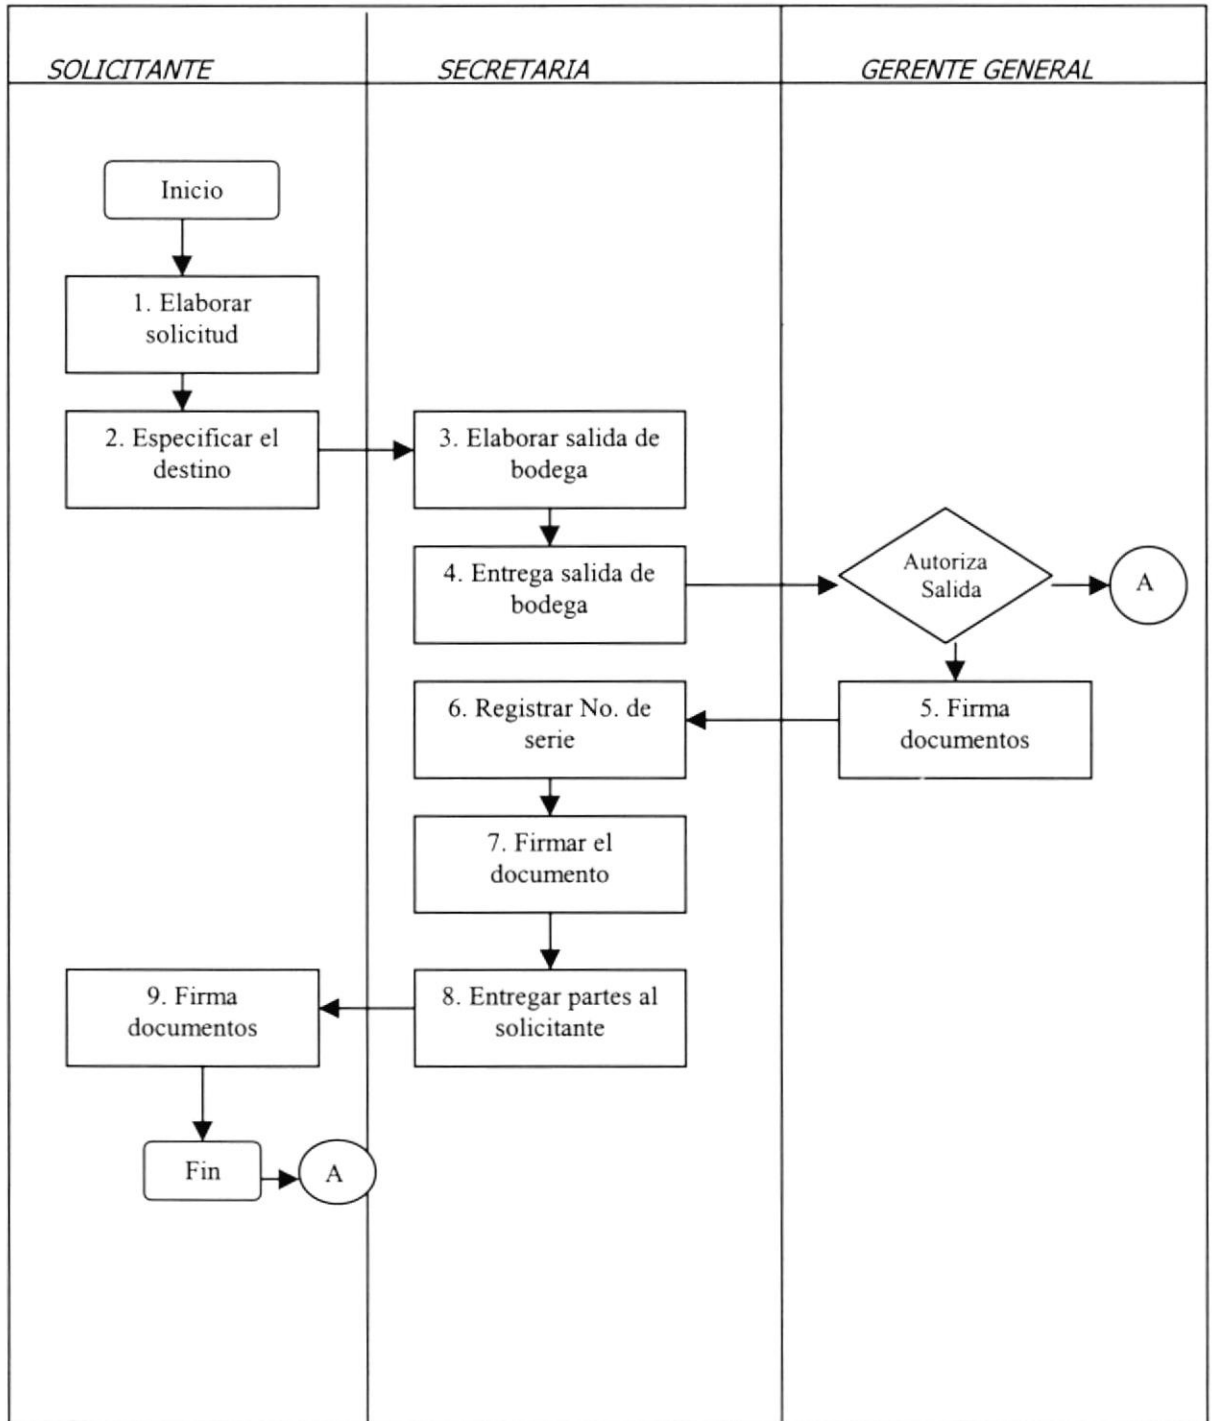 SOLICITANTE
SECRETARIA
GERENTE GENERAL
Inicio
1. Elaborar
solicitud
2. Especificar el
destino
3. Elaborar salida de
bodega
4. Entrega salida de
bodega
Autoriza
Salida
A
5. Firma
documentos
6. Registrar No. de
serie
7. Firmar el
documento
8. Entregar partes al
solicitante
9. Firma
documentos
Fin
A